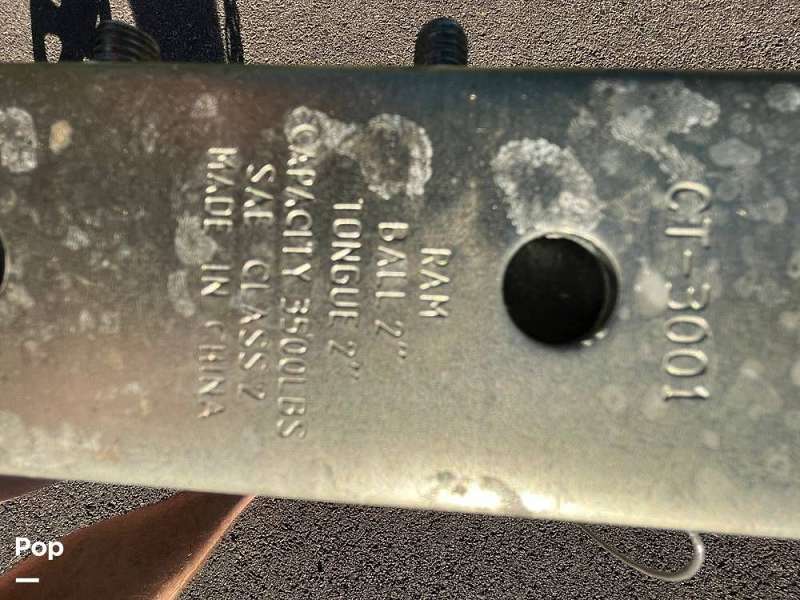 CT-3001
RAM
BALL 2"
TONGUE 2"
CAPACITY 3500LBS
SAE CLASS 2
MADE IN CHINA
Pop